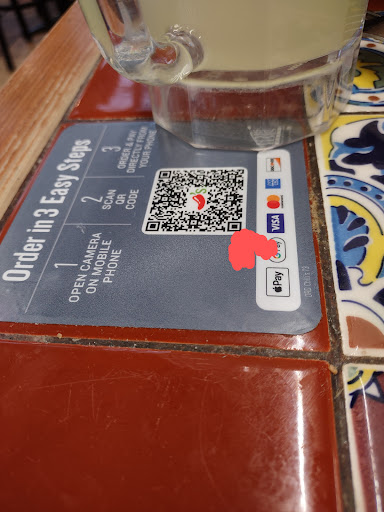 Order in 3 Easy Steps
1
OPEN CAMERA
ON MOBILE
PHONE
2
SCAN
QR
CODE
3
ORDER & PAY
DIRECTLY FROM
YOUR PHONE
Pay
VISA